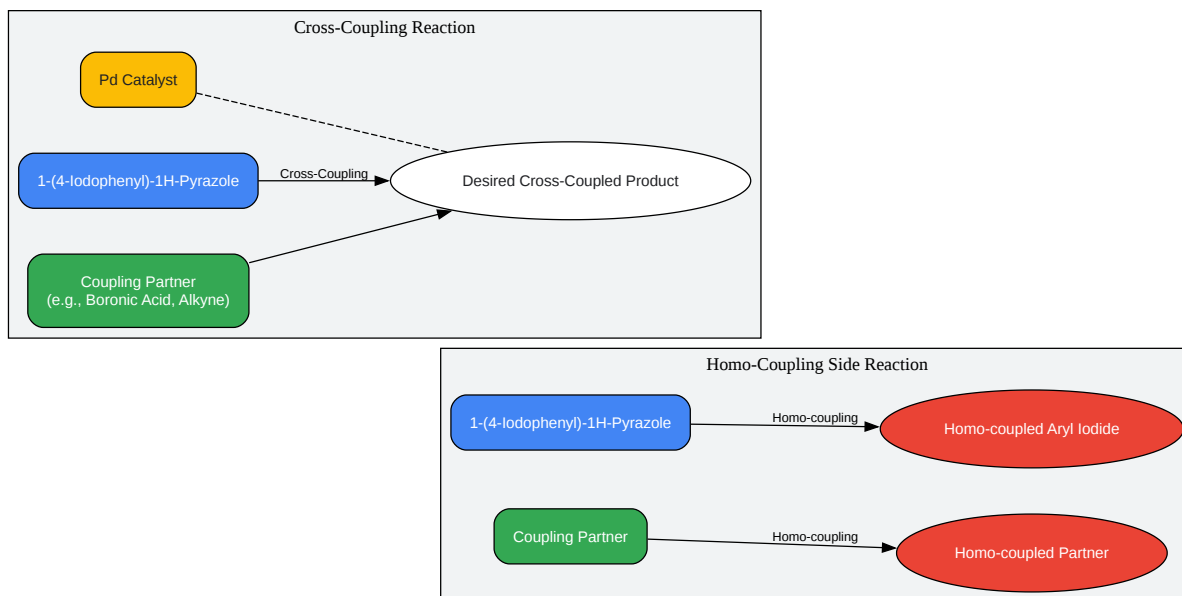 Cross-Coupling Reaction
Pd Catalyst
1-(4-Iodophenyl)-1H-Pyrazole
Cross-Coupling
Desired Cross-Coupled Product
Coupling Partner
(e.g., Boronic Acid, Alkyne)
Homo-Coupling Side Reaction
1-(4-Iodophenyl)-1H-Pyrazole
Homo-coupling
Homo-coupled Aryl Iodide
Coupling Partner
Homo-coupling
Homo-coupled Partner